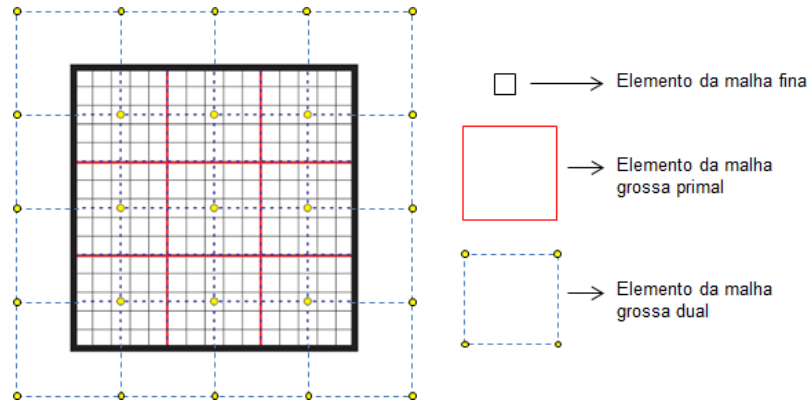 Elemento da malha fina
Elemento da malha
grossa primal
Elemento da malha
grossa dual